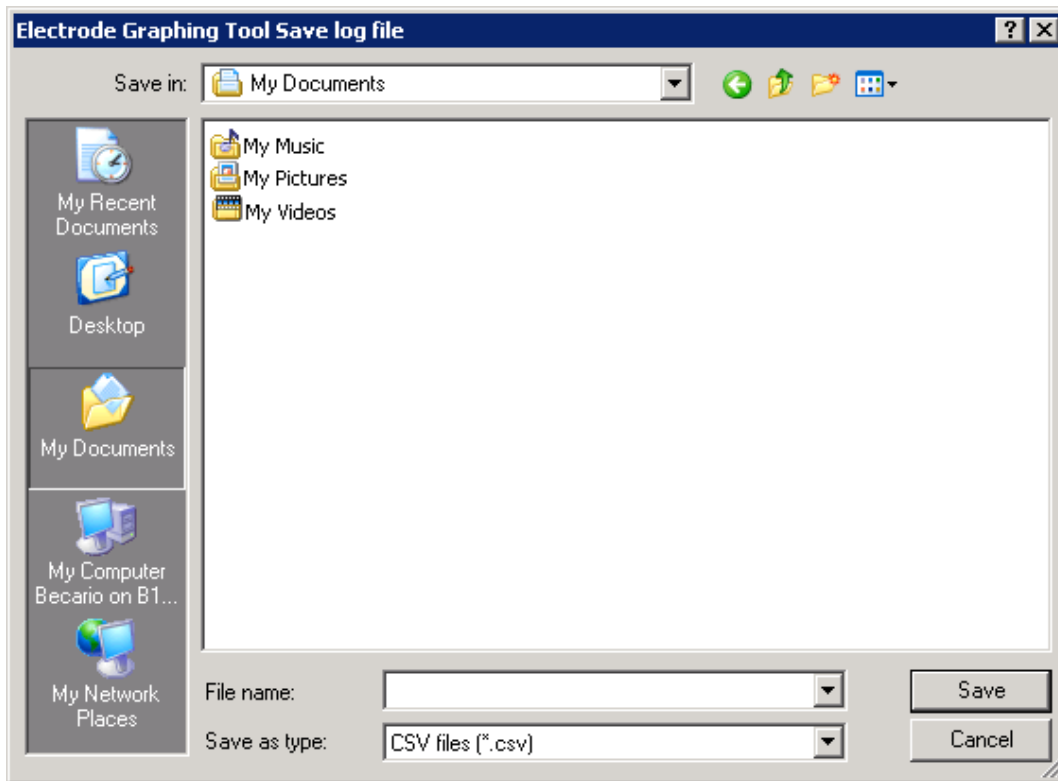 Electrode Graphing Tool Save log file
Save in:
My Documents
My Recent
Documents
Desktop
My Documents
My Computer
Becario on B1...
My Network
Places
My Music
My Pictures
My Videos
File name:
Save
Save as type:
CSV files (*.csv)
Cancel